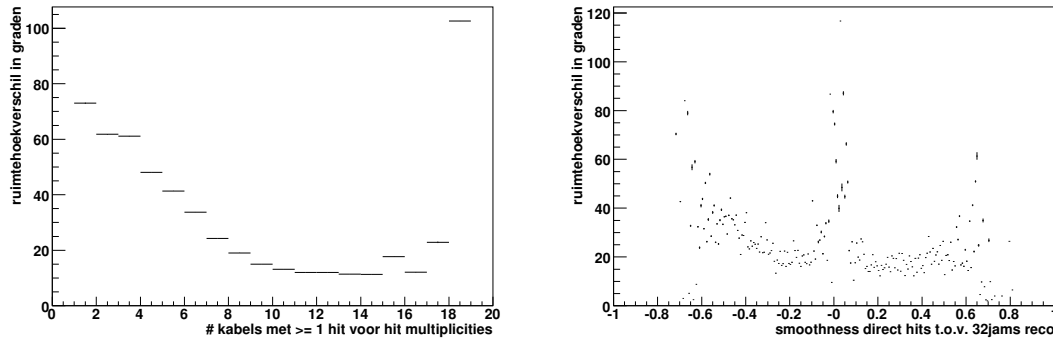 ruimtehoekverschil in graden
100
80
60
40
20
0
0 2 4 6 8 10 12 14 16 18 20
# kabels met >= 1 hit voor hit multiplicities
ruimtehoekverschil in graden
120
100
80
60
40
20
0
-1 -0.8 -0.6 -0.4 -0.2 -0 0.2 0.4 0.6 0.8 1
smoothness direct hits t.o.v. 32jams reco